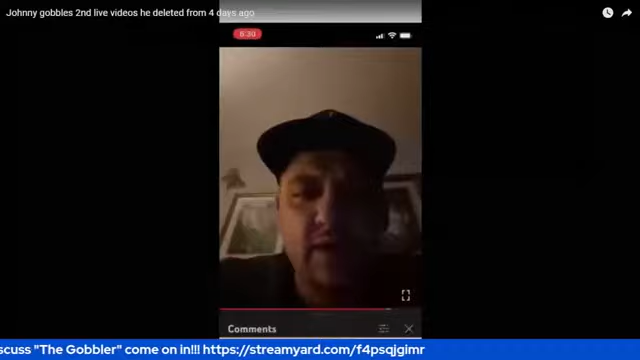 Johnny gobbles 2nd live videos he deleted from 4 days ago
6:30
Comments
scuss "The Gobbler" come on in!!! https://streamyard.com/f4psqjgimr